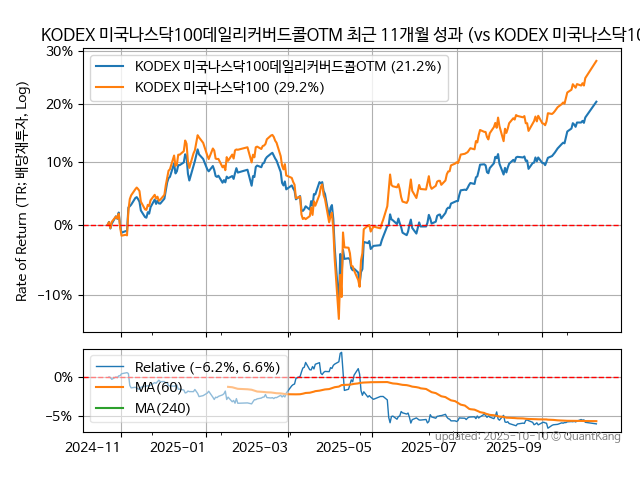 KODEX 미국나스닥100데일리커버드콜OTM 최근 11개월 성과 (vs KODEX 미국나스닥10
30%
20%
10%
0%
−10%
Rate of Return (TR: 배당재투자, Log)
KODEX 미국나스닥100데일리커버드콜OTM (21.2%)
KODEX 미국나스닥100 (29.2%)
0%
−5%
Relative (−6.2%, 6.6%)
MA(60)
MA(240)
2024-11
2025-01
2025-03
2025-05
2025-07
2025-09
updated: 2025-10-10 © QuantKang